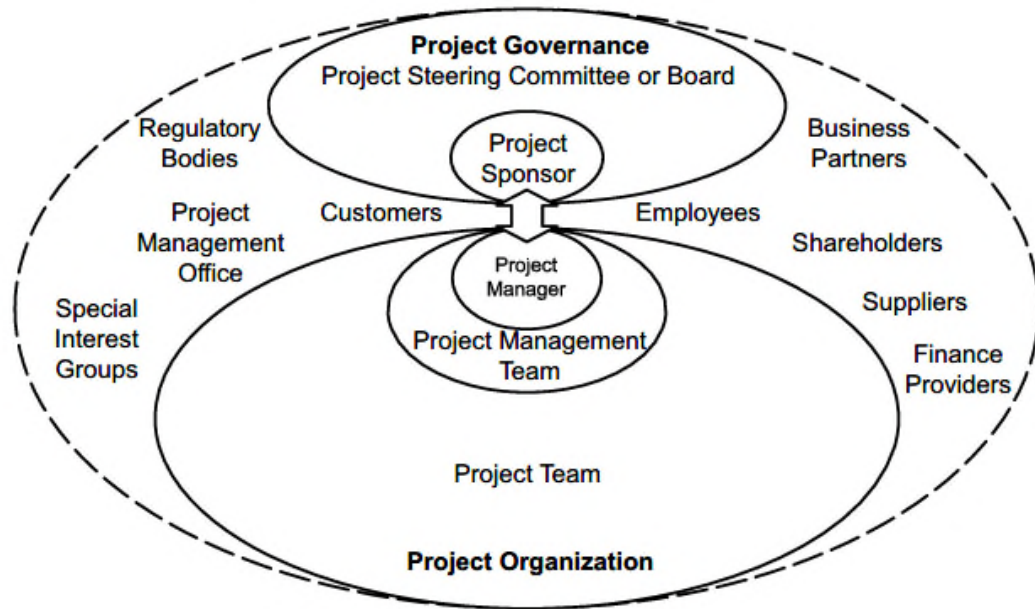 Project Governance
Project Steering Committee or Board
Regulatory
Bodies
Project
Sponsor
Business
Partners
Project
Management
Office
Customers
Employees
Shareholders
Project
Manager
Special
Interest
Groups
Suppliers
Project Management
Team
Finance
Providers
Project Team
Project Organization